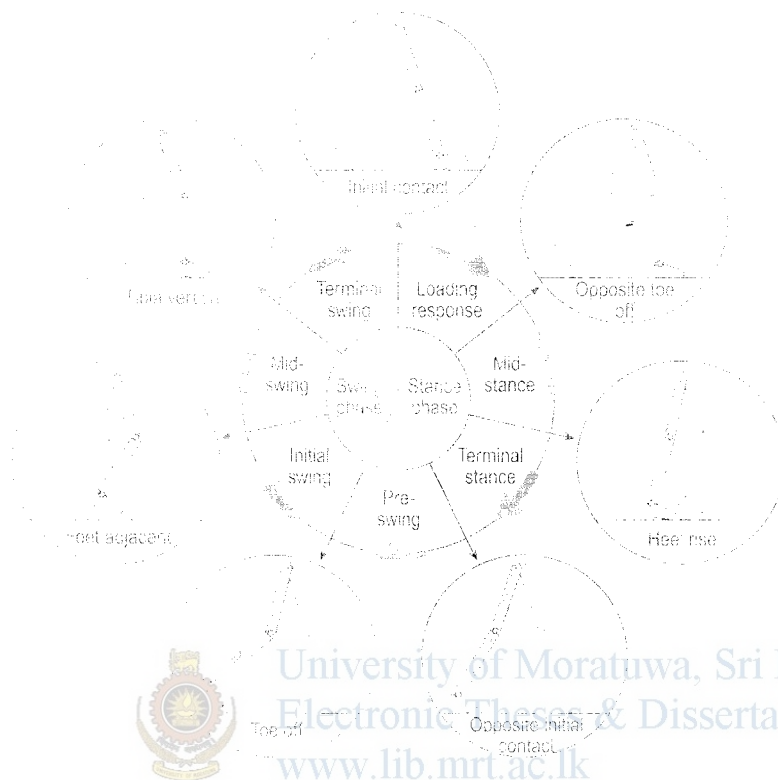 Initial contact
Terminal
swing
Loading
response
Opposite toe
off
Tibia vertical
Mid-
swing
Swing
phase
Stance
phase
Mid-
stance
Initial
swing
Terminal
stance
Pre-
swing
Feet adjacent
Heel rise
Toe off
Opposite initial
contact
University of Moratuwa, Sri
Electronic Theses & Disserta
www.lib.mrt.ac.lk